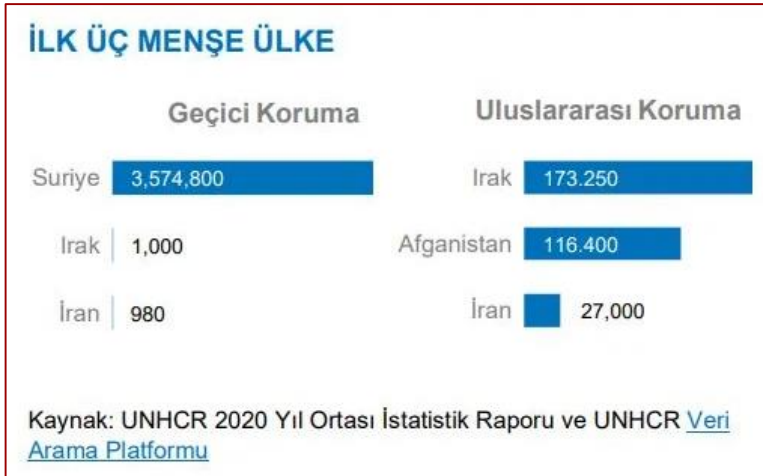 İLK ÜÇ MENŞE ÜLKE
Geçici Koruma
Suriye 3,574,800
Irak 1,000
İran 980
Uluslararası Koruma
Irak 173.250
Afganistan 116.400
İran 27,000
Kaynak: UNHCR 2020 Yıl Ortası İstatistik Raporu ve UNHCR Veri
Arama Platformu